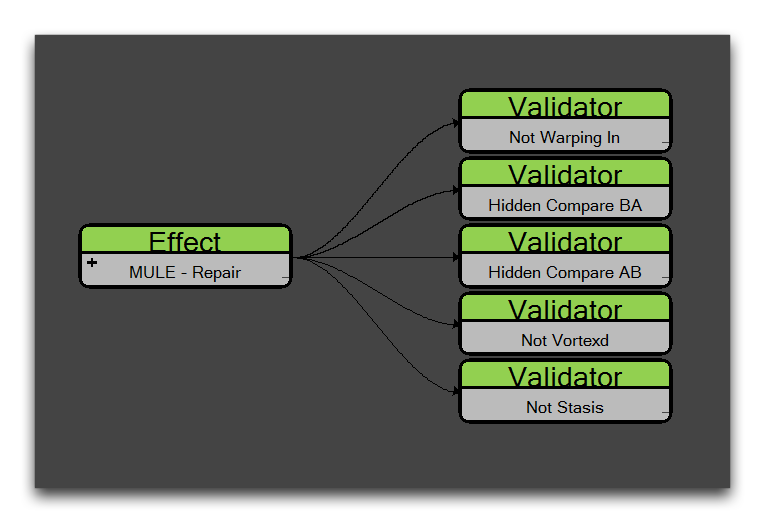 Validator
Not Warping In
Validator
Hidden Compare BA
Effect
+
MULE - Repair
Validator
Hidden Compare AB
Validator
Not Vortexd
Validator
Not Stasis